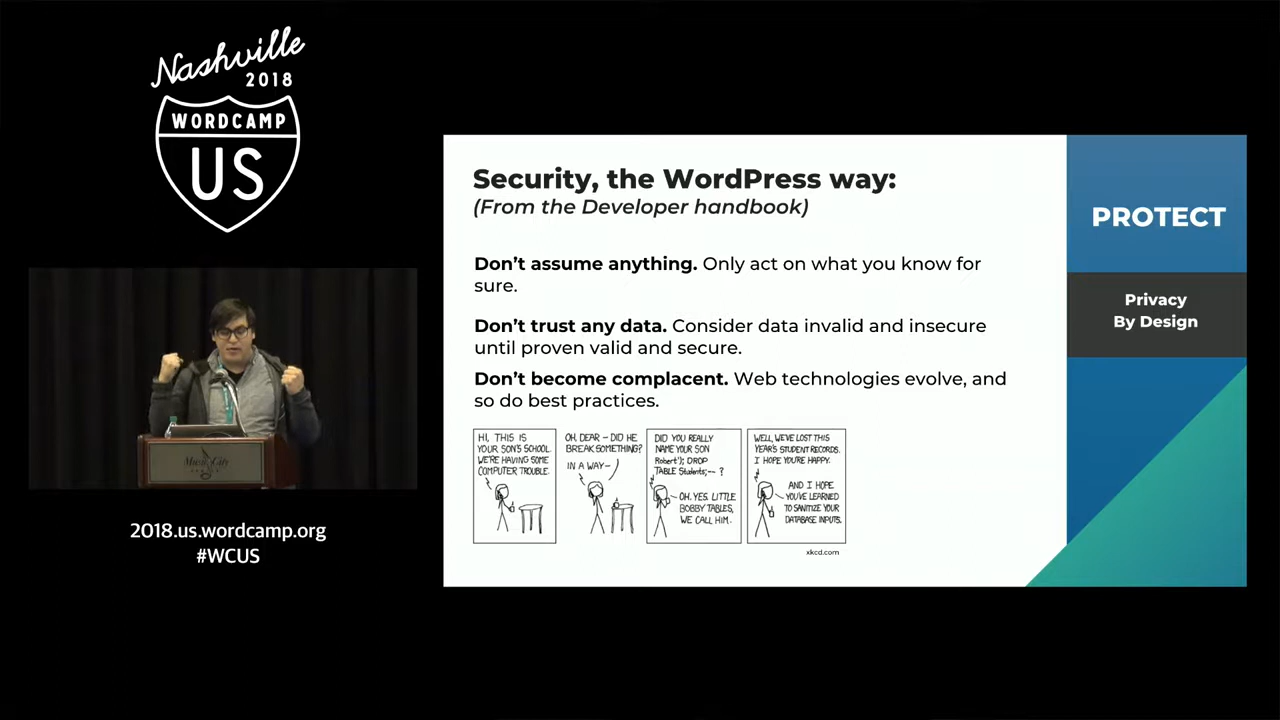 Nashville
2018
WORDCAMP
US
2018.us.wordcamp.org
#WCUS
Music City
Security, the WordPress way:
(From the Developer handbook)
Don’t assume anything. Only act on what you know for
sure.
Don’t trust any data. Consider data invalid and insecure
until proven valid and secure.
Don’t become complacent. Web technologies evolve, and
so do best practices.
HI, THIS IS
YOUR SON'S SCHOOL.
WE'RE HAVING SOME
COMPUTER TROUBLE.
OH, DEAR – DID HE
BREAK SOMETHING?
IN A WAY–
DID YOU REALLY
NAME YOUR SON
Robert'); DROP
TABLE Students;-- ?
OH, YES. LITTLE
BOBBY TABLES,
WE CALL HIM.
WELL, WE'VE LOST THIS
YEAR'S STUDENT RECORDS.
I HOPE YOU'RE HAPPY.
AND I HOPE
YOU'VE LEARNED
TO SANITIZE YOUR
DATABASE INPUTS.
xkcd.com
PROTECT
Privacy
By Design